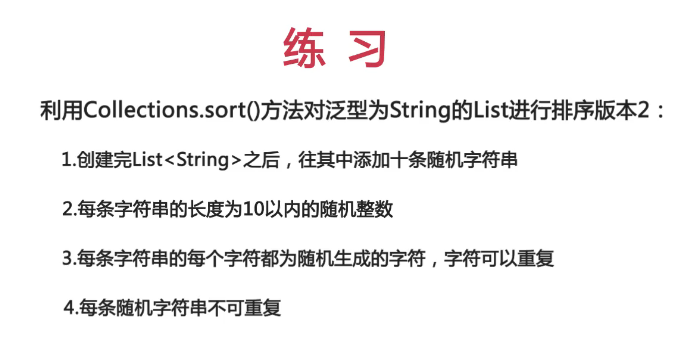 练 习
利用Collections.sort()方法对泛型为String的List进行排序版本2：
1.创建完List<String>之后，往其中添加十条随机字符串
2.每条字符串的长度为10以内的随机整数
3.每条字符串的每个字符都为随机生成的字符，字符可以重复
4.每条随机字符串不可重复